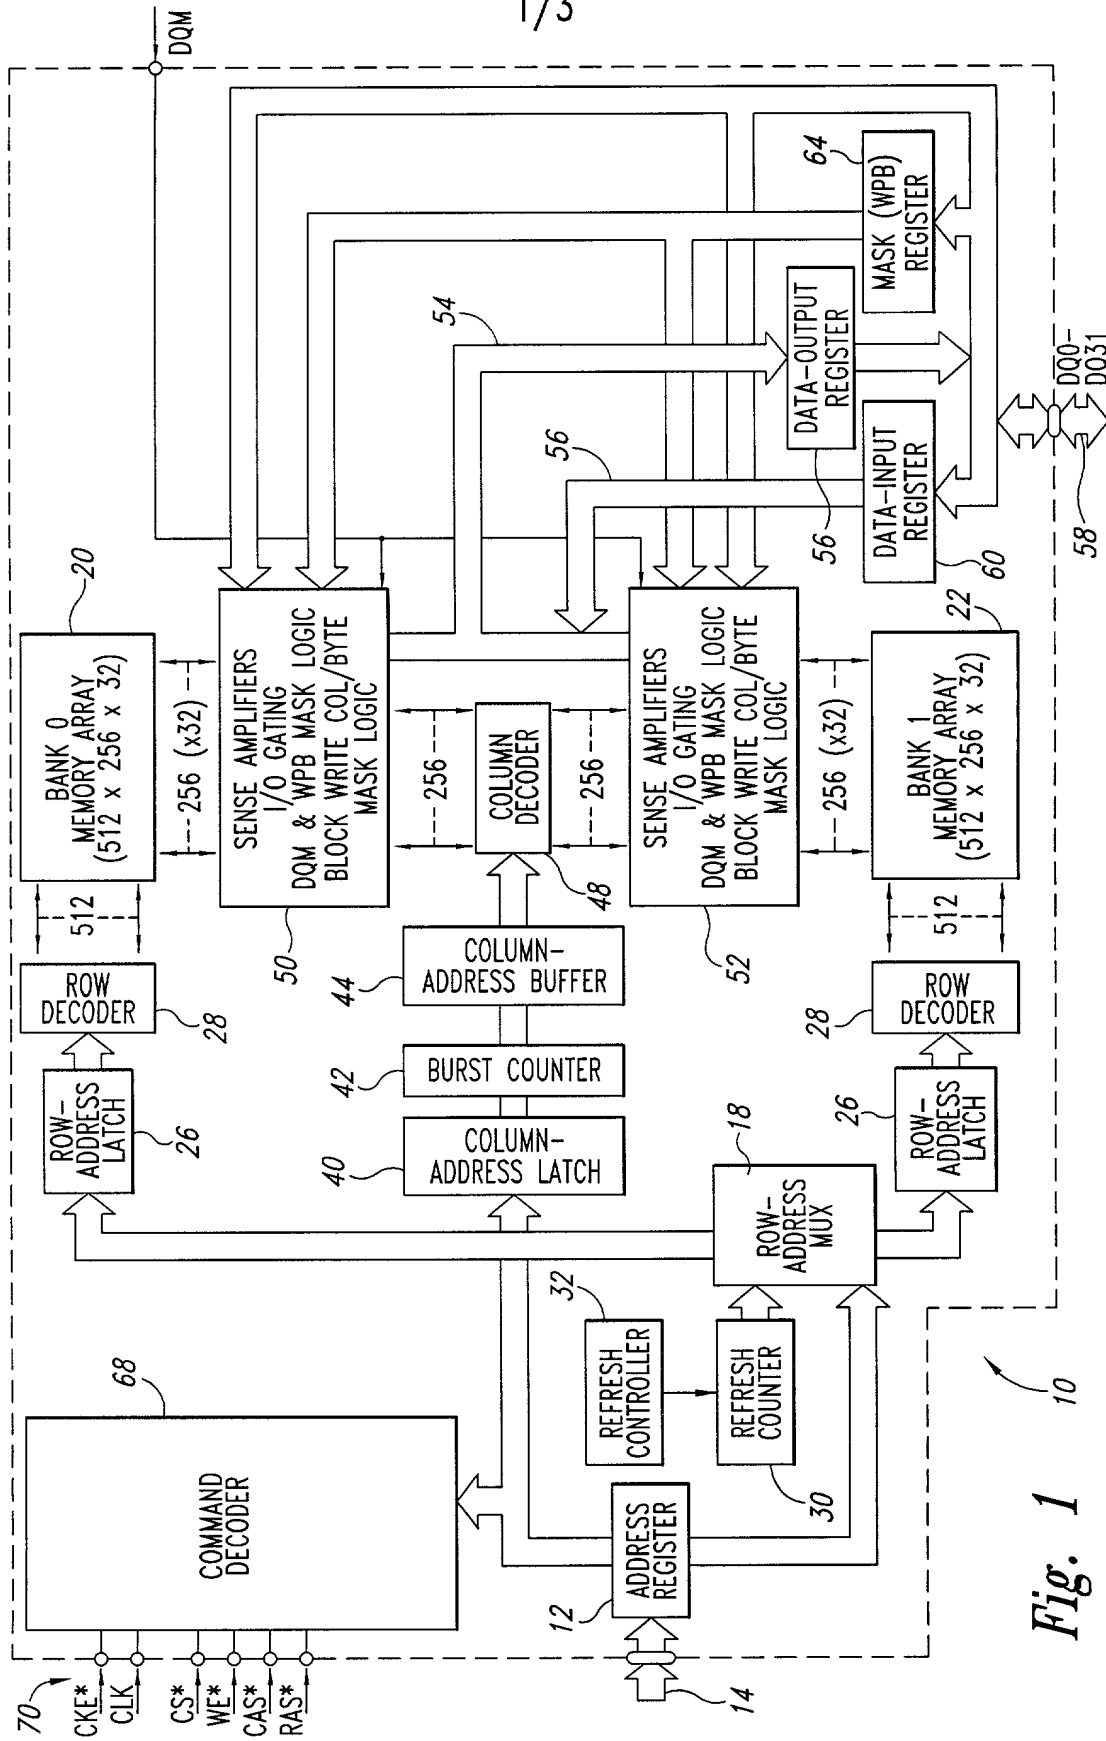 1/3
DQM
70
CKE*
CLK
CS*
WE*
CAS*
RAS*
COMMAND
DECODER
68
14
12
ADDRESS
REGISTER
REFRESH
CONTROLLER
32
REFRESH
COUNTER
30
ROW-
ADDRESS
MUX
18
ROW-
ADDRESS
LATCH
26
ROW
DECODER
28
512
BANK 0
MEMORY ARRAY
(512 x 256 x 32)
20
256 (x32)
SENSE AMPLIFIERS
I/O GATING
DQM & WPB MASK LOGIC
BLOCK WRITE COL/BYTE
MASK LOGIC
50
256
COLUMN-
ADDRESS LATCH
40
BURST COUNTER
42
COLUMN-
ADDRESS BUFFER
44
COLUMN
DECODER
48
256
SENSE AMPLIFIERS
I/O GATING
DQM & WPB MASK LOGIC
BLOCK WRITE COL/BYTE
MASK LOGIC
52
256 (x32)
ROW-
ADDRESS
LATCH
26
ROW
DECODER
28
512
BANK 1
MEMORY ARRAY
(512 x 256 x 32)
22
54
56
DATA-OUTPUT
REGISTER
56
DATA-INPUT
REGISTER
60
MASK (WPB)
REGISTER
64
DQ0-
DQ31
58
10
Fig. 1